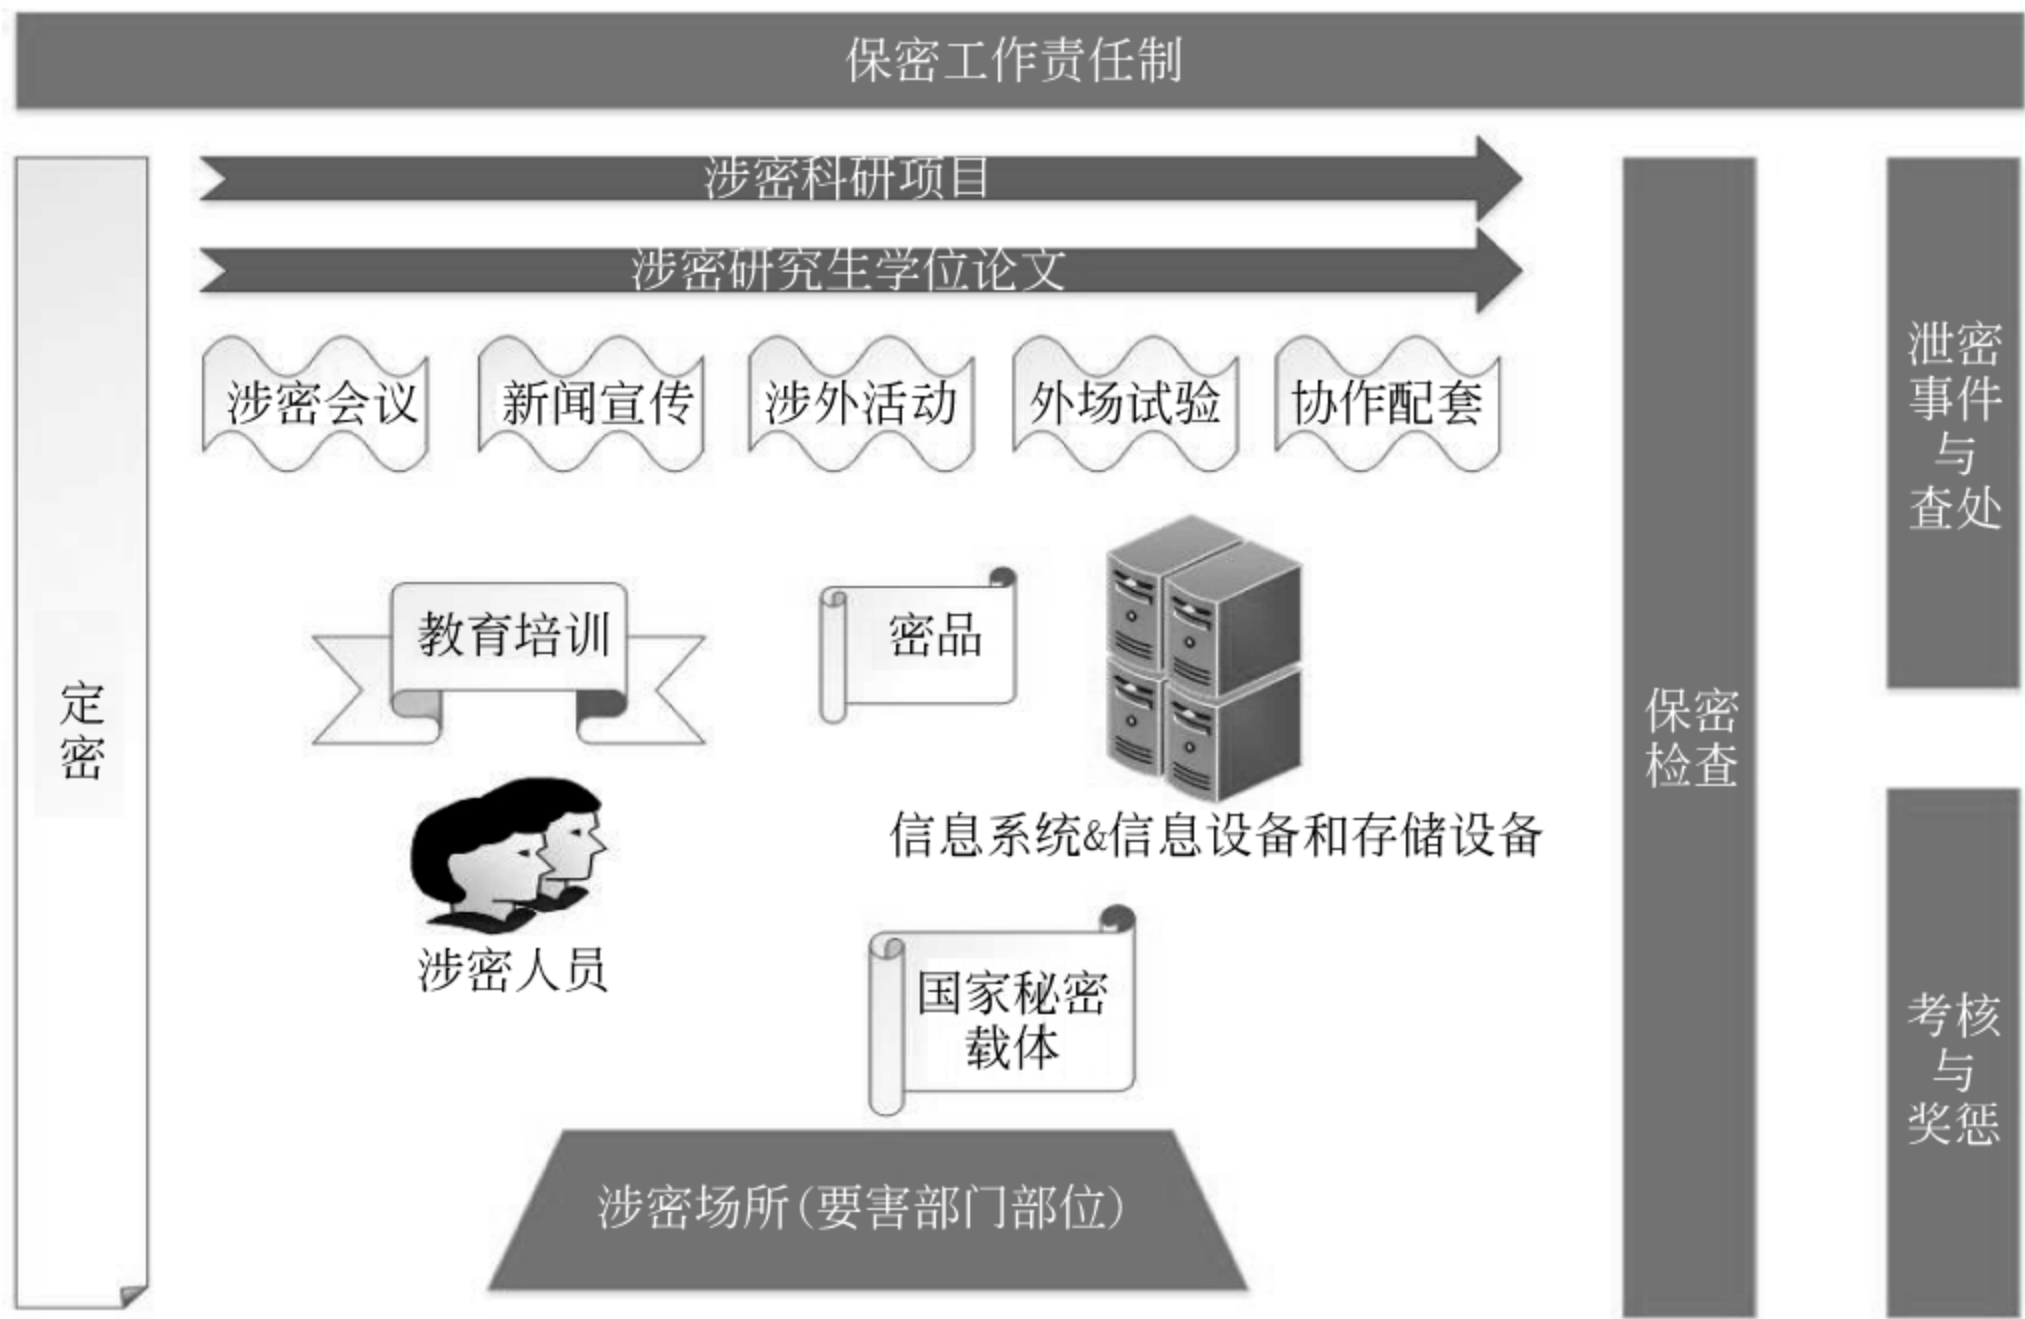 保密工作责任制
涉密科研项目
涉密研究生学位论文
涉密会议
新闻宣传
涉外活动
外场试验
协作配套
教育培训
密品
信息系统&信息设备和存储设备
涉密人员
国家秘密
载体
涉密场所(要害部门部位)
定
密
保密
检查
泄密
事件
与
查处
考核
与
奖惩